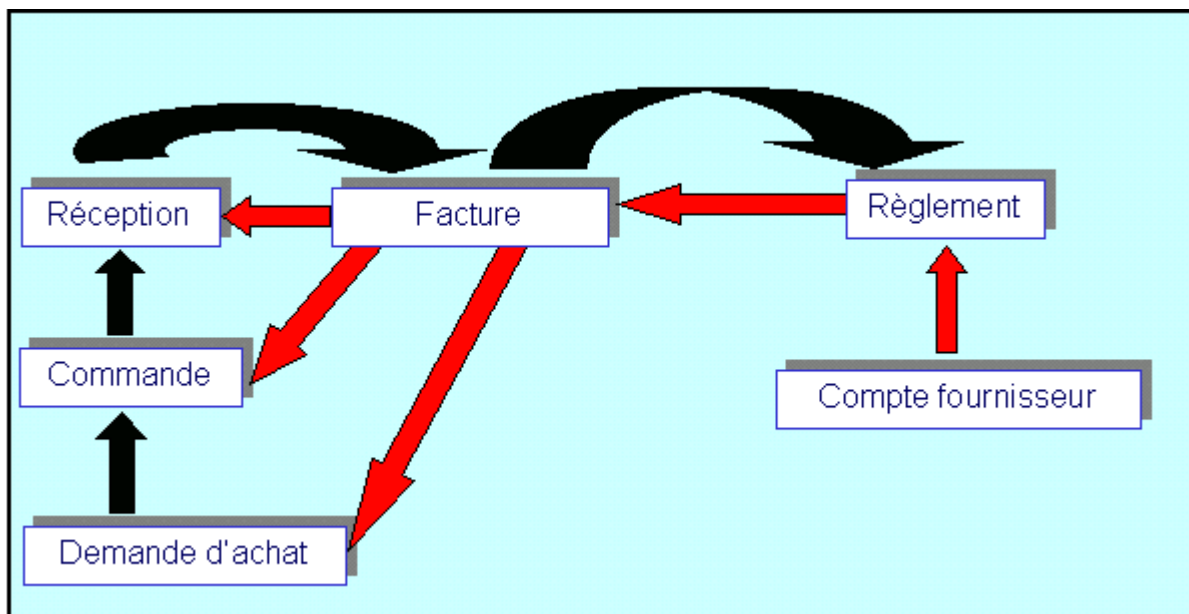 Réception
Facture
Règlement
Commande
Compte fournisseur
Demande d'achat